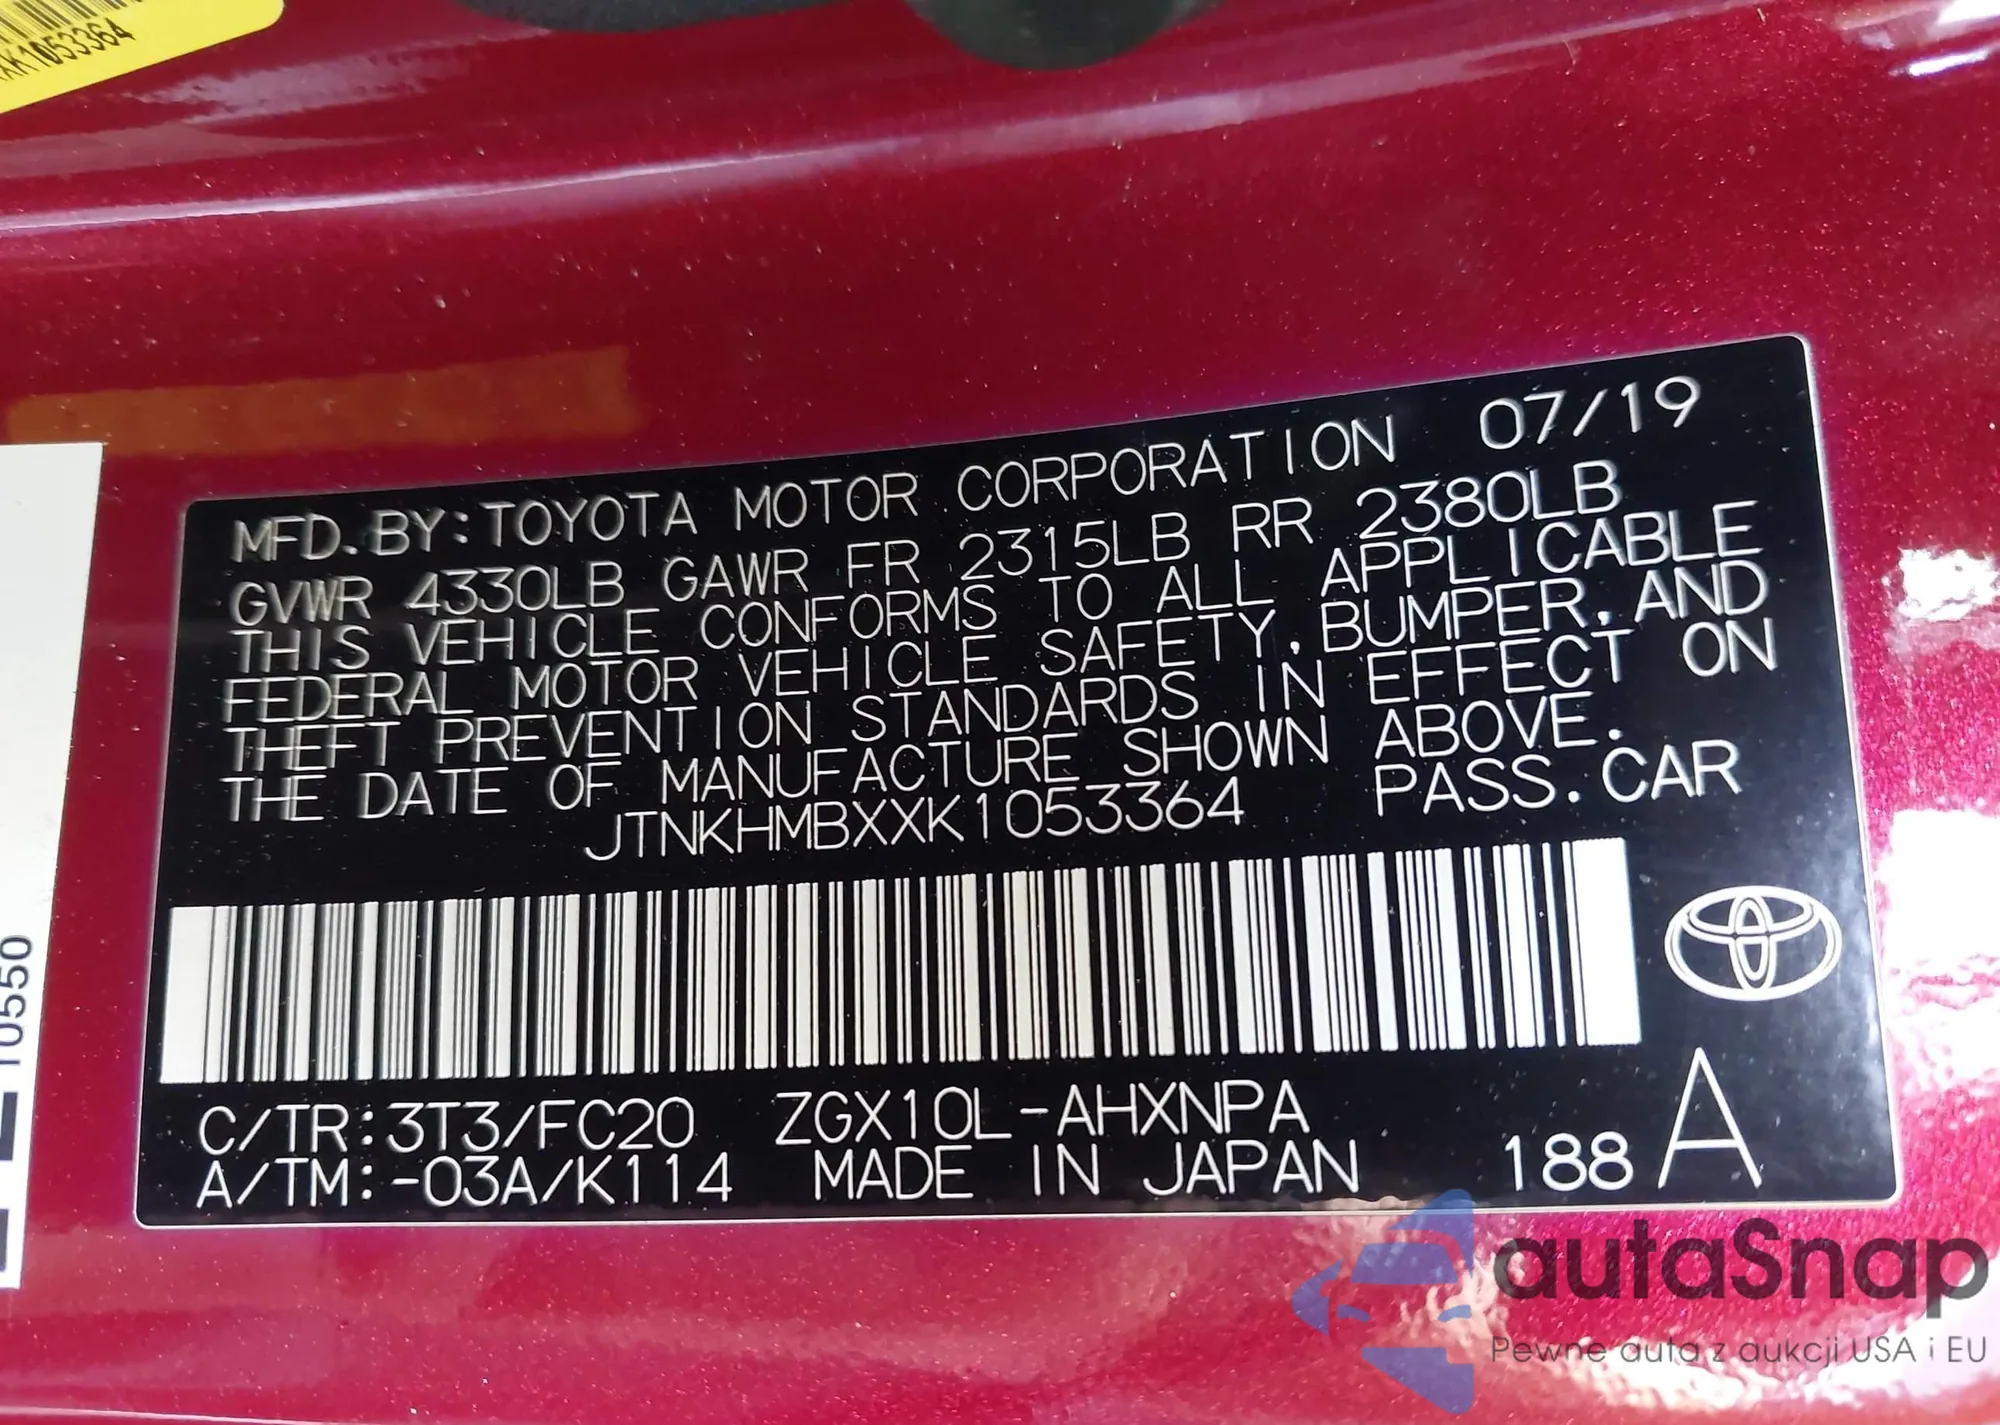 K1053364
MFD. BY: TOYOTA MOTOR CORPORATION 07/19
GVWR 4330LB GAWR FR 2315LB RR 2380LB
THIS VEHICLE CONFORMS TO ALL APPLICABLE
FEDERAL MOTOR VEHICLE SAFETY, BUMPER, AND
THEFT PREVENTION STANDARDS IN EFFECT ON
THE DATE OF MANUFACTURE SHOWN ABOVE.
JTNKHMBXXK1053364 PASS. CAR
C/TR:3T3/FC20 ZGX10L-AHXNPA
A/TM:-03A/K114 MADE IN JAPAN 188 A
10550
autaSnap
Pewne auta z aukcji USA i EU